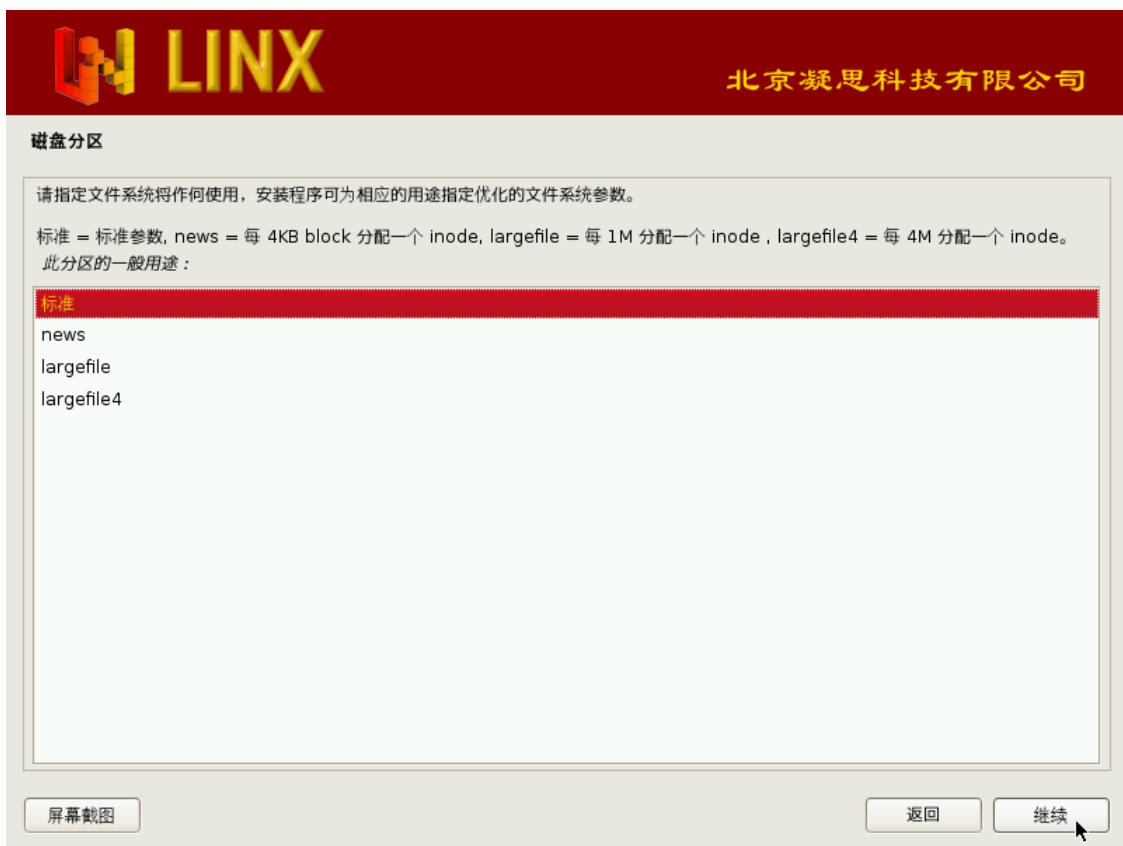 LINX
北京凝思科技有限公司
磁盘分区
请指定文件系统将作何使用，安装程序可为相应的用途指定优化的文件系统参数。
标准 = 标准参数, news = 每 4KB block 分配一个 inode, largefile = 每 1M 分配一个 inode , largefile4 = 每 4M 分配一个 inode。
此分区的一般用途：
标准
news
largefile
largefile4
屏幕截图
返回
继续